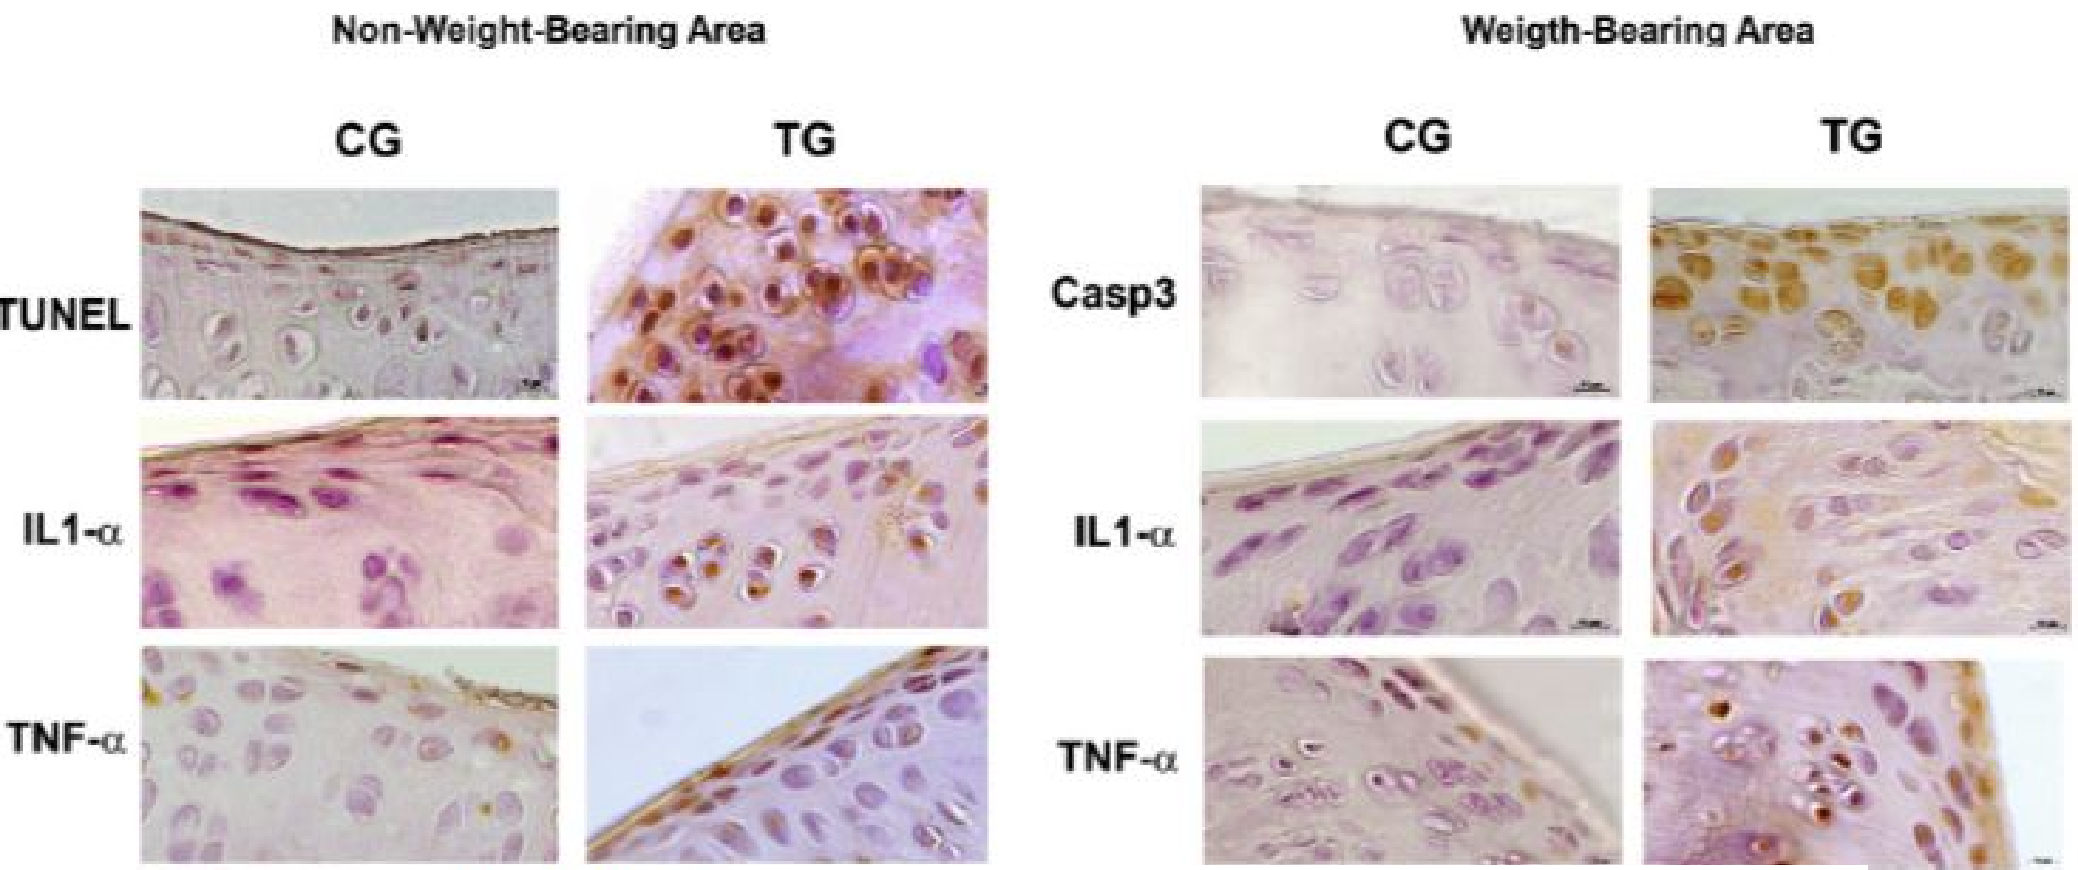 Non-Weight-Bearing Area
Weigth-Bearing Area
CG
TG
CG
TG
TUNEL
Casp3
IL1-α
IL1-α
TNF-α
TNF-α